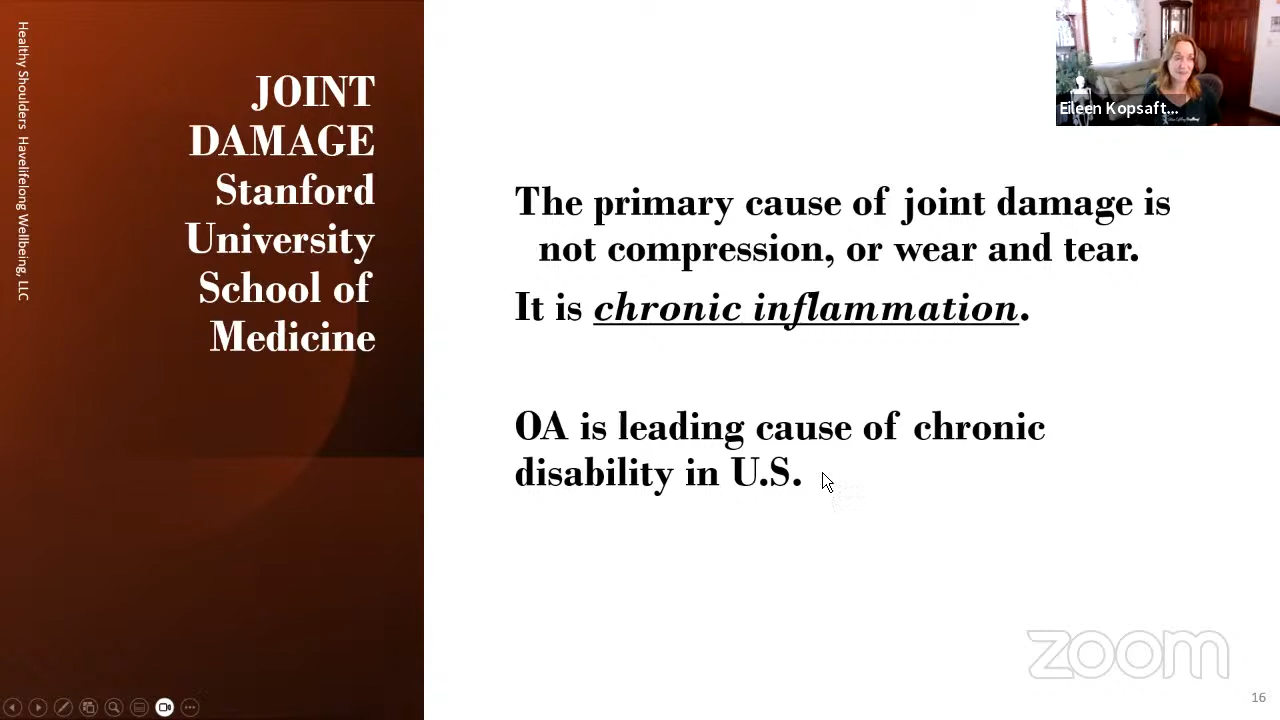 Healthy Shoulders Havelifelong Wellbeing, LLC
JOINT
DAMAGE
Stanford
University
School of
Medicine
Eileen Kopsaft...
The primary cause of joint damage is
not compression, or wear and tear.
It is chronic inflammation.
OA is leading cause of chronic
disability in U.S.
zoom
16